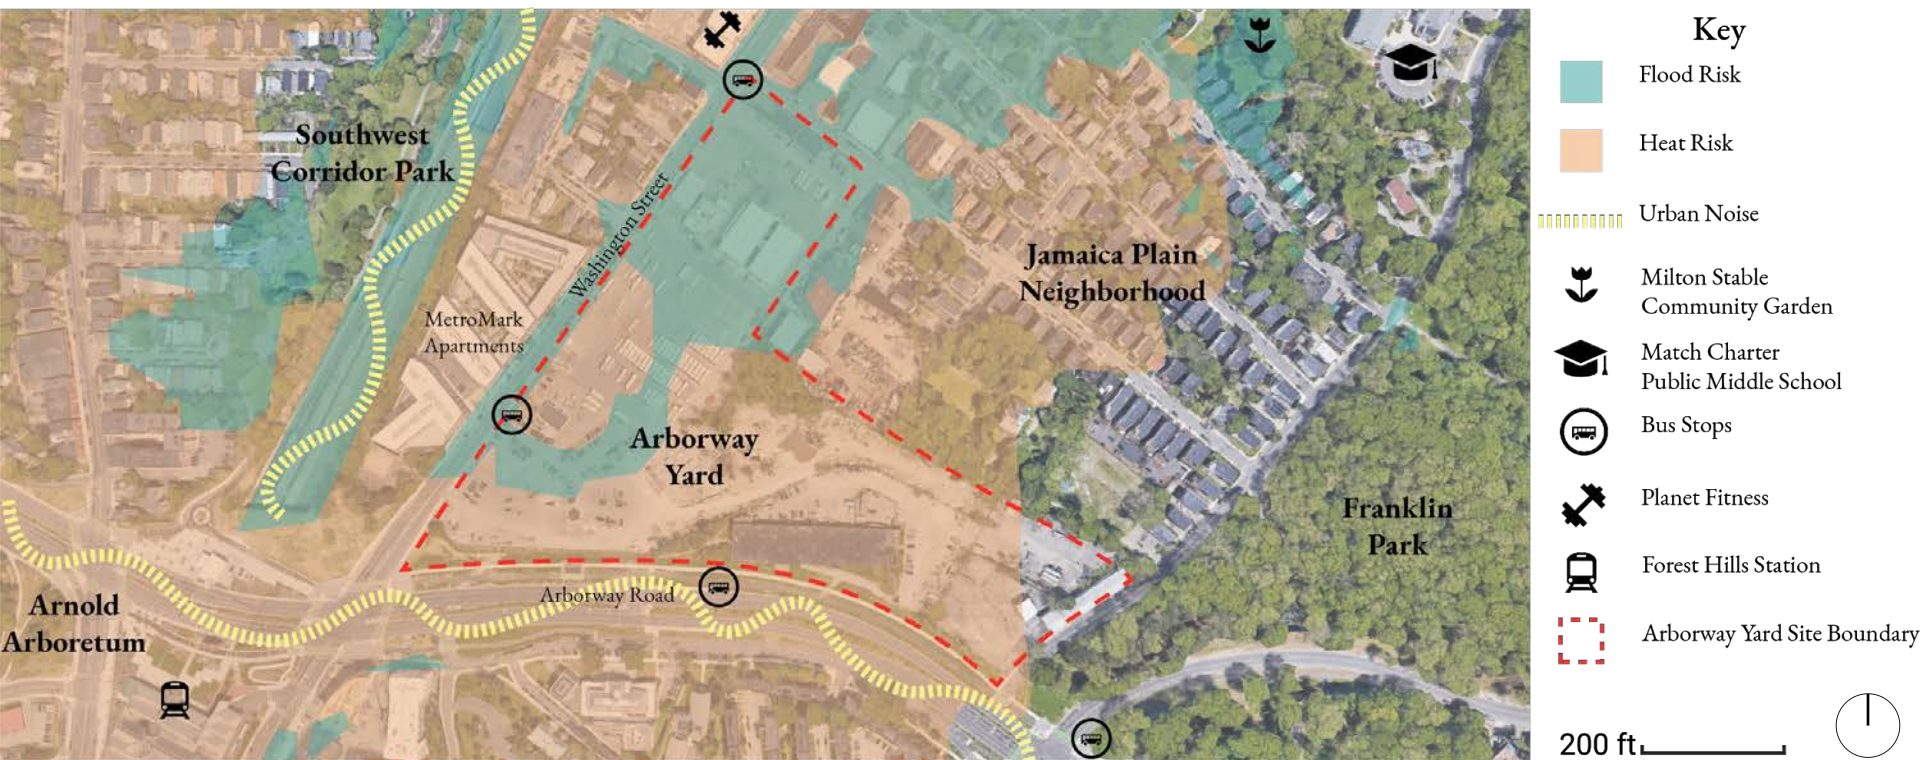 Southwest
Corridor Park
Washington Street
MetroMark
Apartments
Jamaica Plain
Neighborhood
Arborway
Yard
Franklin
Park
Arborway Road
Arnold
Arboretum
Key
Flood Risk
Heat Risk
Urban Noise
Milton Stable
Community Garden
Match Charter
Public Middle School
Bus Stops
Planet Fitness
Forest Hills Station
Arborway Yard Site Boundary
200 ft